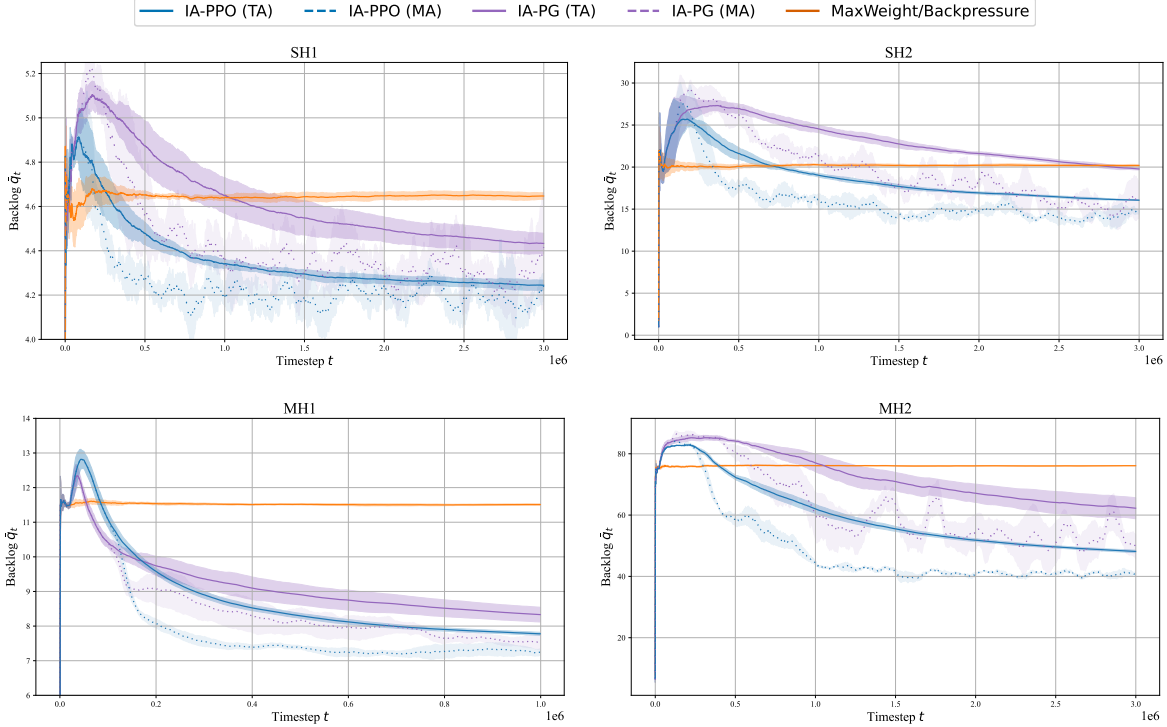 IA-PPO (TA) IA-PPO (MA) IA-PG (TA) IA-PG (MA) MaxWeight/Backpressure
SH1
5.2
5.0
4.8
4.6
4.4
4.2
4.0
Backlog q̄t
0.0 0.5 1.0 1.5 2.0 2.5 3.0
Timestep t
1e6
SH2
30
25
20
15
10
5
0
Backlog q̄t
0.0 0.5 1.0 1.5 2.0 2.5 3.0
Timestep t
1e6
MH1
14
13
12
11
10
9
8
7
6
Backlog q̄t
0.0 0.2 0.4 0.6 0.8 1.0
Timestep t
1e6
MH2
80
60
40
20
Backlog q̄t
0.0 0.5 1.0 1.5 2.0 2.5 3.0
Timestep t
1e6